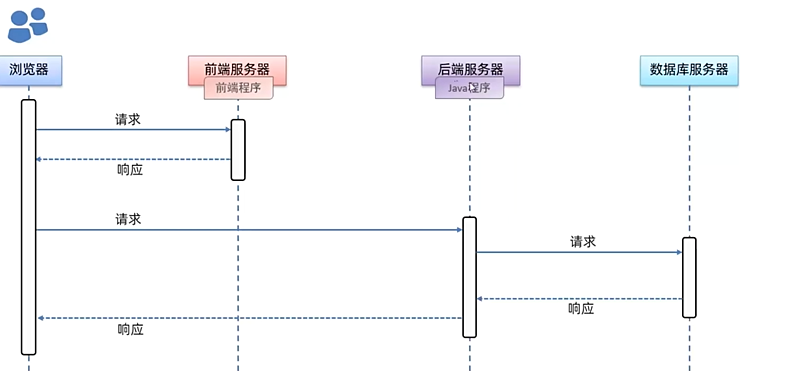 浏览器
前端服务器
后端服务器
数据库服务器
前端程序
Java程序
请求
响应
请求
请求
响应
响应